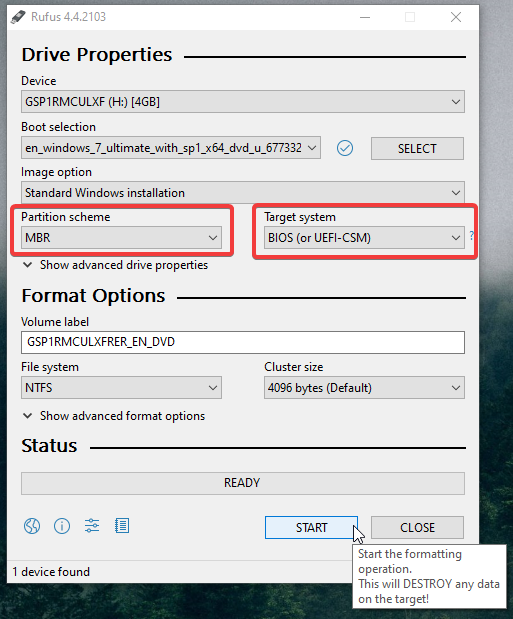 Rufus 4.4.2103
Drive Properties
Device
GSP1RMCULXF (H:) [4GB]
Boot selection
en_windows_7_ultimate_with_sp1_x64_dvd_u_677332
SELECT
Image option
Standard Windows installation
Partition scheme
Target system
MBR
BIOS (or UEFI-CSM)
?
Show advanced drive properties
Format Options
Volume label
GSP1RMCULXFRER_EN_DVD
File system
Cluster size
NTFS
4096 bytes (Default)
Show advanced format options
Status
READY
START
CLOSE
Start the formatting
operation.
This will DESTROY any data
on the target!
1 device found